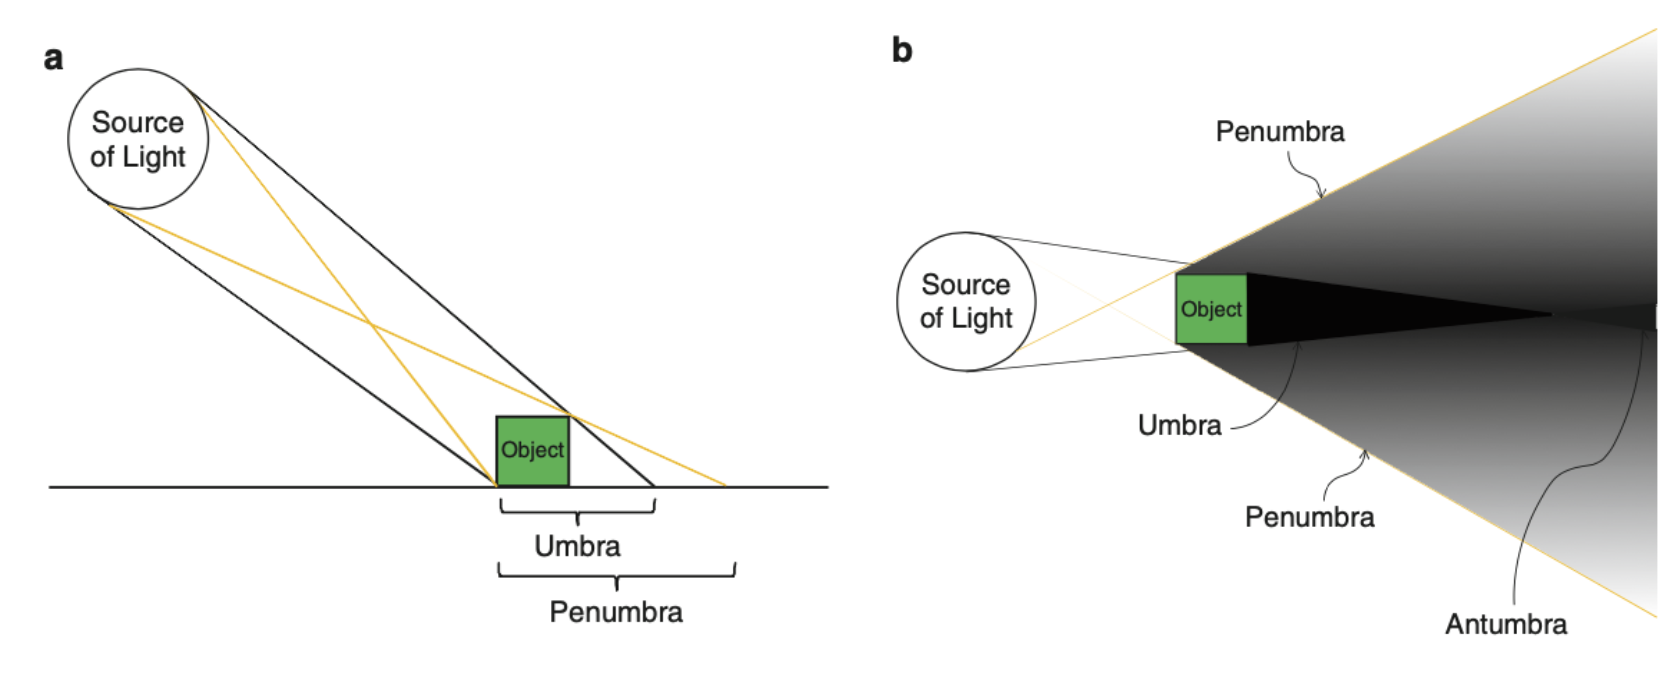 a
Source
of Light
Object
Umbra
Penumbra
b
Penumbra
Source
of Light
Object
Umbra
Penumbra
Antumbra